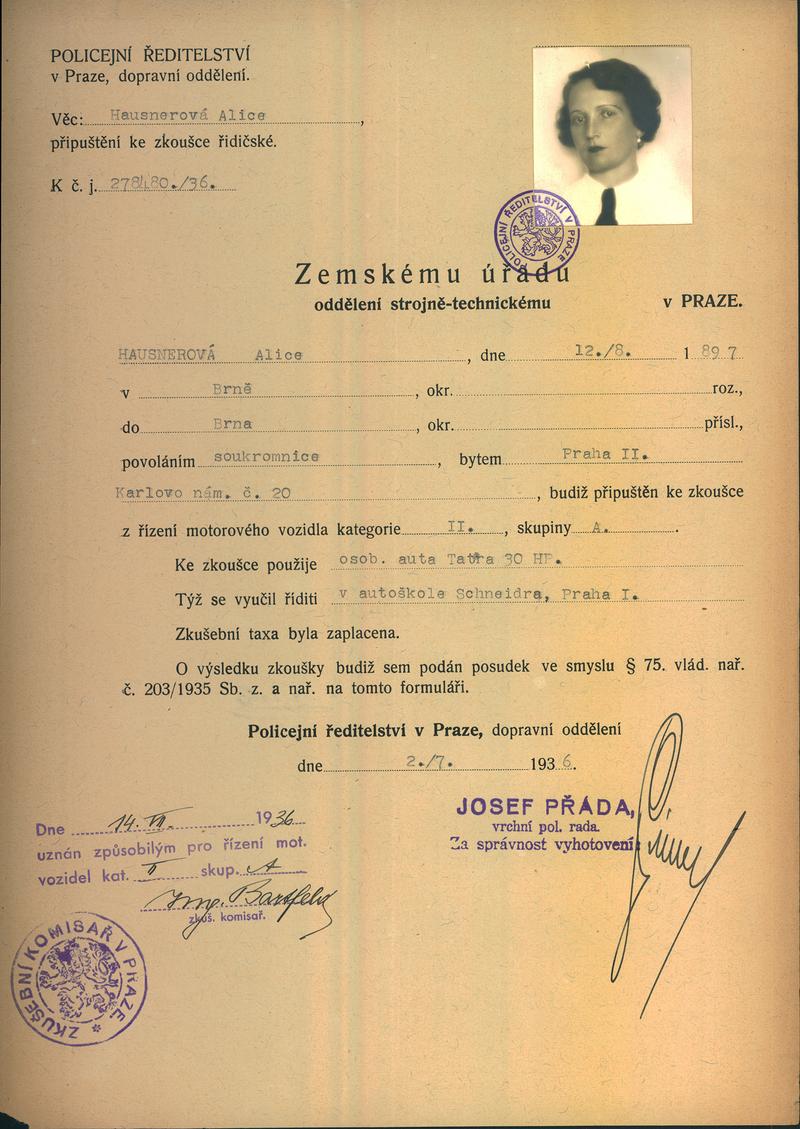 POLICEJNÍ ŘEDITELSTVÍ
v Praze, dopravní oddělení.
Věc: Hausnerová Alice,
připuštění ke zkoušce řidičské.
K č. j. 278480./36.
POLICEJNÍ ŘEDITELSTVÍ V PRAZE
Zemskému úřadu
oddělení strojně-technickému v PRAZE.
HAUSNEROVÁ Alice, dne 12./8. 1897
v Brně, okr. roz.,
do Brna, okr. přísl.,
povoláním soukromnice, bytem Praha II.
Karlovo nám. č. 20, budiž připuštěn ke zkoušce
z řízení motorového vozidla kategorie II., skupiny A.
Ke zkoušce použije osob. auta Tatra 30 HP.
Týž se vyučil říditi v autoškole Schneidra, Praha I.
Zkušební taxa byla zaplacena.
O výsledku zkoušky budiž sem podán posudek ve smyslu § 75. vlád. nař.
č. 203/1935 Sb. z. a nař. na tomto formuláři.
Policejní ředitelství v Praze, dopravní oddělení
dne 2./7. 1936.
JOSEF PŘÁDA,
vrchní pol. rada.
Za správnost vyhotovení
Dne 14. VII. 1936
uznán způsobilým pro řízení mot.
vozidel kat. II skup. A
Ing.
zkuš. komisař.
ZKUŠEBNÍ KOMISAŘ V PRAZE